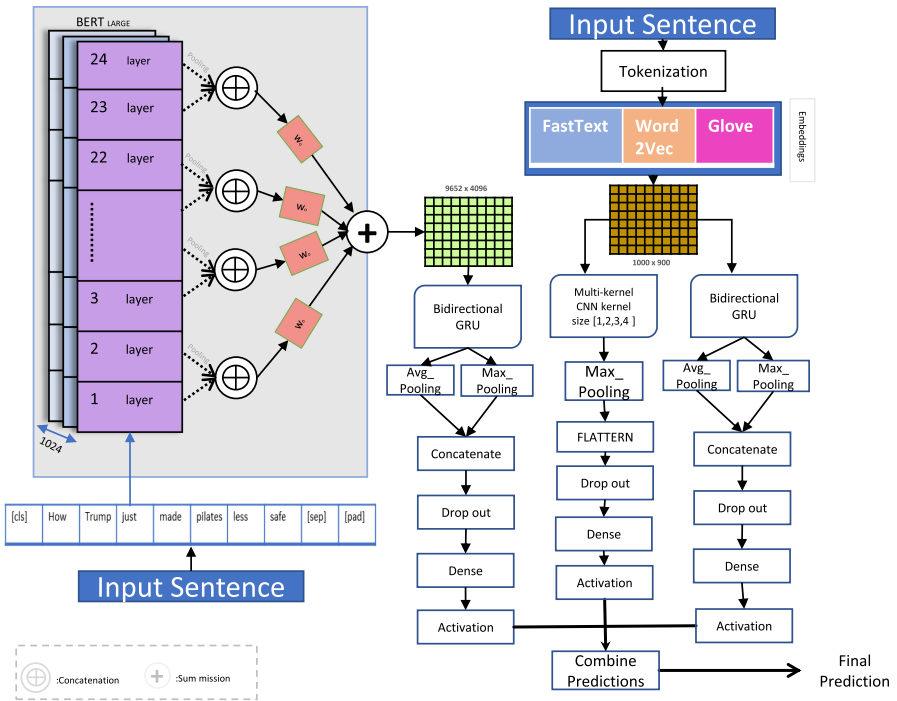 BERT LARGE
24 layer
23 layer
22 layer
3 layer
2 layer
1 layer
Pooling
Pooling
Pooling
Pooling
1024
[cls] How Trump just made pilates less safe [sep] [pad]
Input Sentence
:Concatenation
:Sum mission
9652 x 4096
Bidirectional
GRU
Avg_
Pooling
Max_
Pooling
Concatenate
Drop out
Dense
Activation
Input Sentence
Tokenization
FastText
Word
2Vec
Glove
Embeddings
1000 x 900
Multi-kernel
CNN kernel
size [1,2,3,4 ]
Max_
Pooling
FLATTERN
Drop out
Dense
Activation
Bidirectional
GRU
Avg_
Pooling
Max_
Pooling
Concatenate
Drop out
Dense
Activation
Combine
Predictions
Final
Prediction